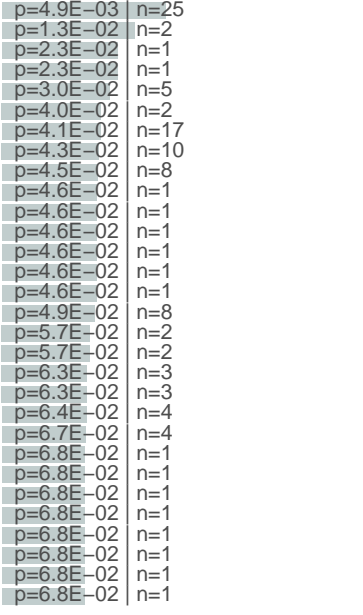 p=4.9E−03 | n=25
p=1.3E−02 | n=2
p=2.3E−02 | n=1
p=2.3E−02 | n=1
p=3.0E−02 | n=5
p=4.0E−02 | n=2
p=4.1E−02 | n=17
p=4.3E−02 | n=10
p=4.5E−02 | n=8
p=4.6E−02 | n=1
p=4.6E−02 | n=1
p=4.6E−02 | n=1
p=4.6E−02 | n=1
p=4.6E−02 | n=1
p=4.6E−02 | n=1
p=4.9E−02 | n=8
p=5.7E−02 | n=2
p=5.7E−02 | n=2
p=6.3E−02 | n=3
p=6.3E−02 | n=3
p=6.4E−02 | n=4
p=6.7E−02 | n=4
p=6.8E−02 | n=1
p=6.8E−02 | n=1
p=6.8E−02 | n=1
p=6.8E−02 | n=1
p=6.8E−02 | n=1
p=6.8E−02 | n=1
p=6.8E−02 | n=1
p=6.8E−02 | n=1